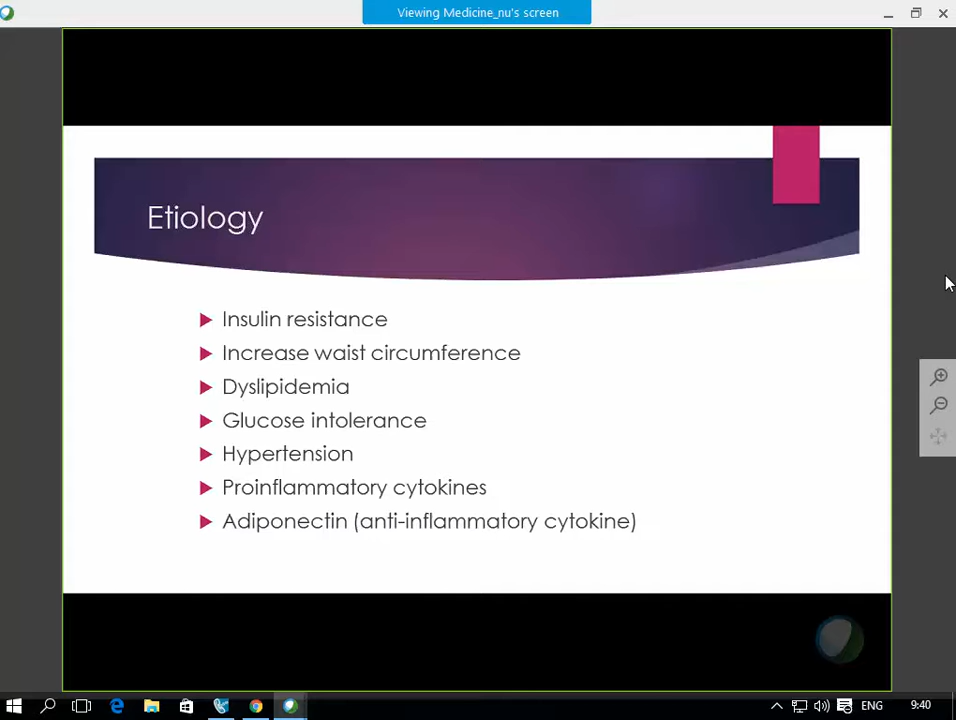 Viewing Medicine_nu's screen
Etiology
Insulin resistance
Increase waist circumference
Dyslipidemia
Glucose intolerance
Hypertension
Proinflammatory cytokines
Adiponectin (anti-inflammatory cytokine)
ENG
9:40